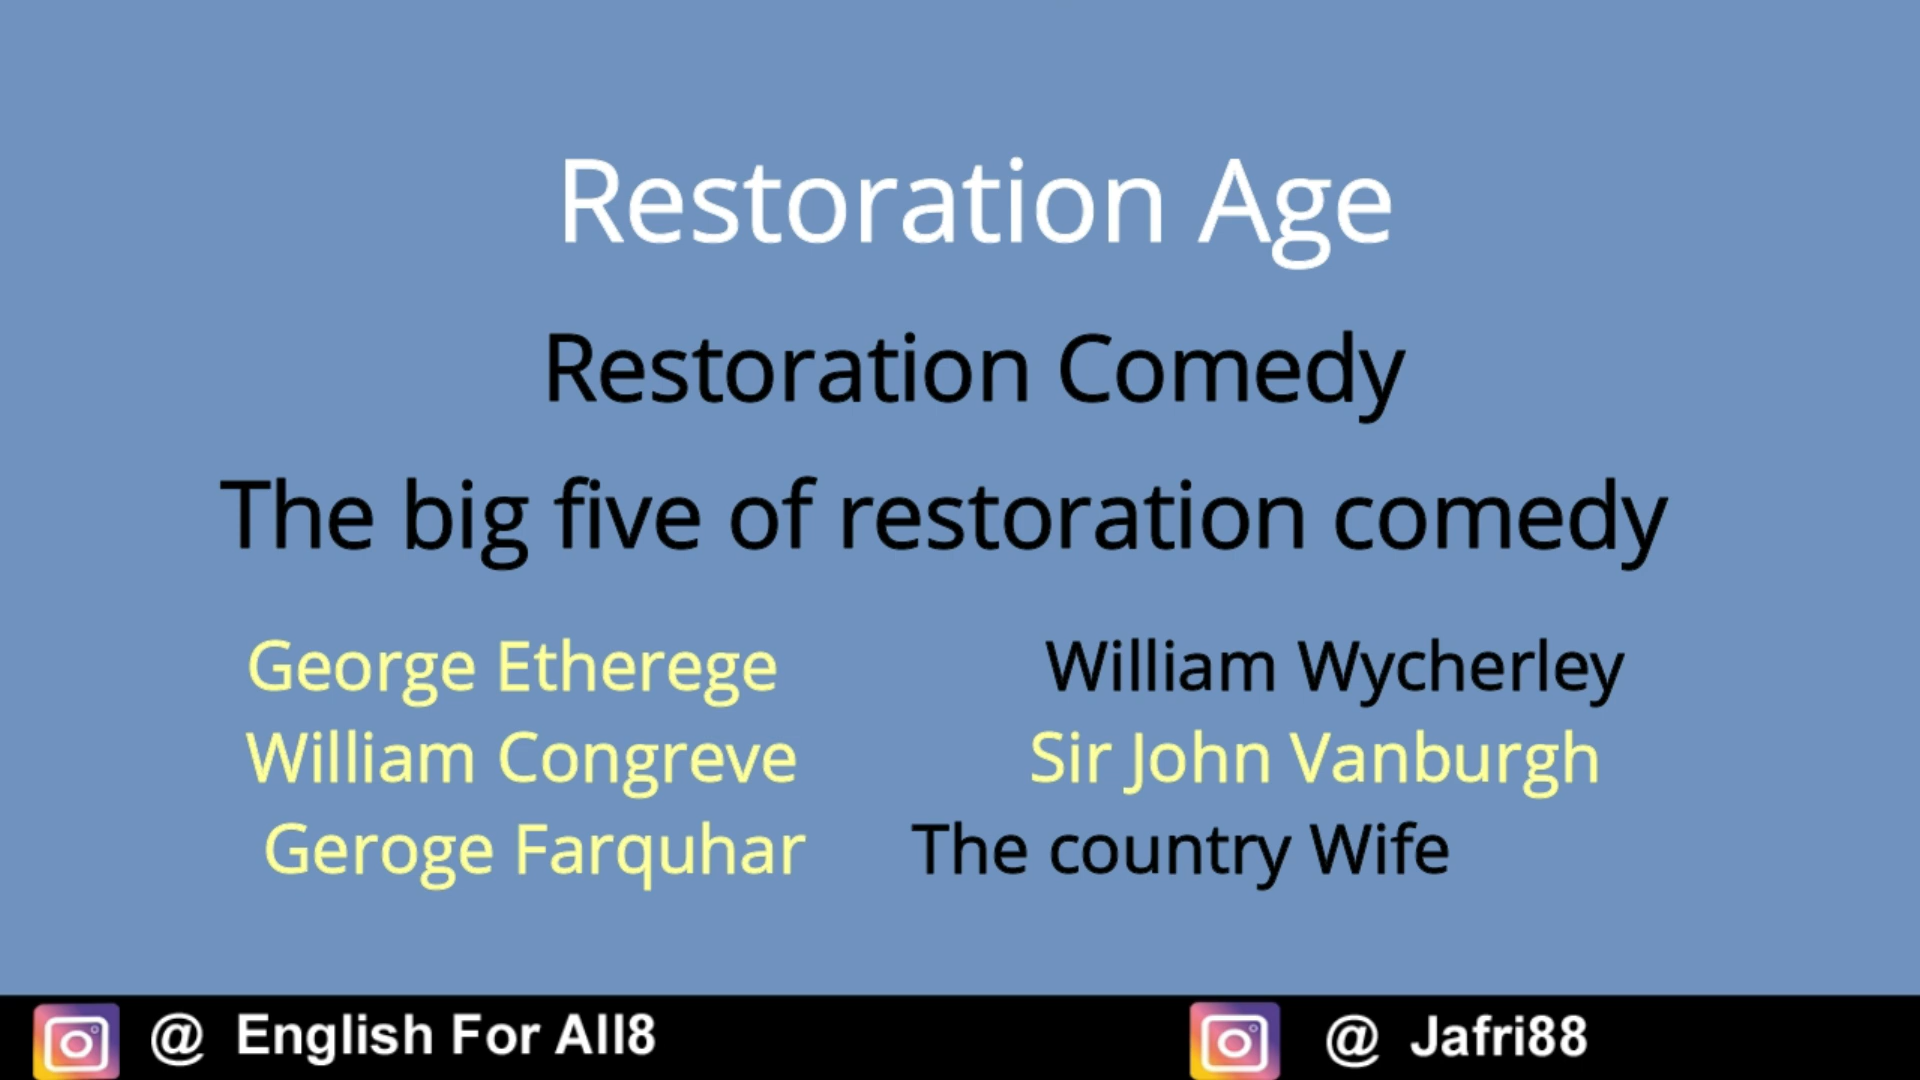 Restoration Age
Restoration Comedy
The big five of restoration comedy
George Etherege William Wycherley
William Congreve Sir John Vanburgh
Geroge Farquhar The country Wife
@ English For All8 @ Jafri88